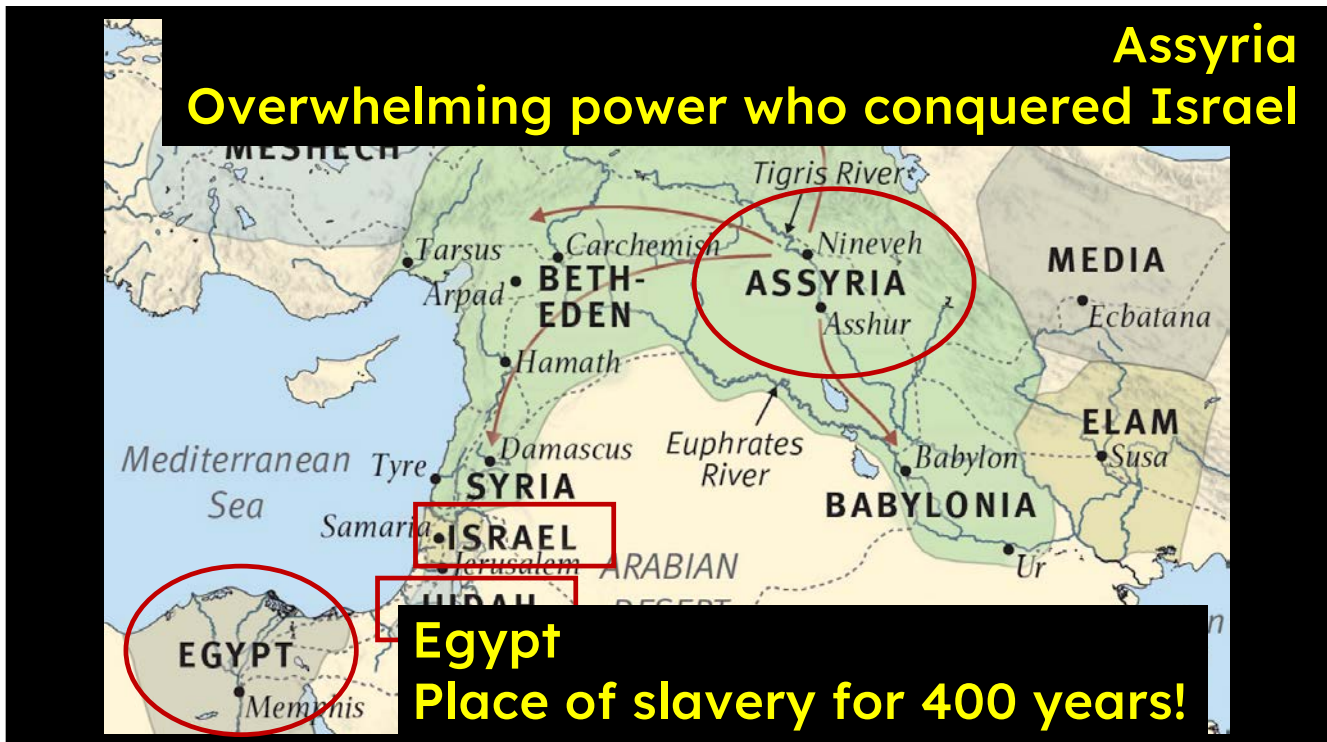 Assyria
Overwhelming power who conquered Israel
MESHECH
Tigris River
Tarsus
Carchemish
Nineveh
MEDIA
Arpad
BETH-
EDEN
ASSYRIA
Asshur
Ecbatana
Hamath
ELAM
Mediterranean
Sea
Tyre
Damascus
Euphrates
River
Babylon
Susa
SYRIA
BABYLONIA
Samaria
ISRAEL
Jerusalem
ARABIAN
DESERT
Ur
EGYPT
Memphis
Egypt
Place of slavery for 400 years!